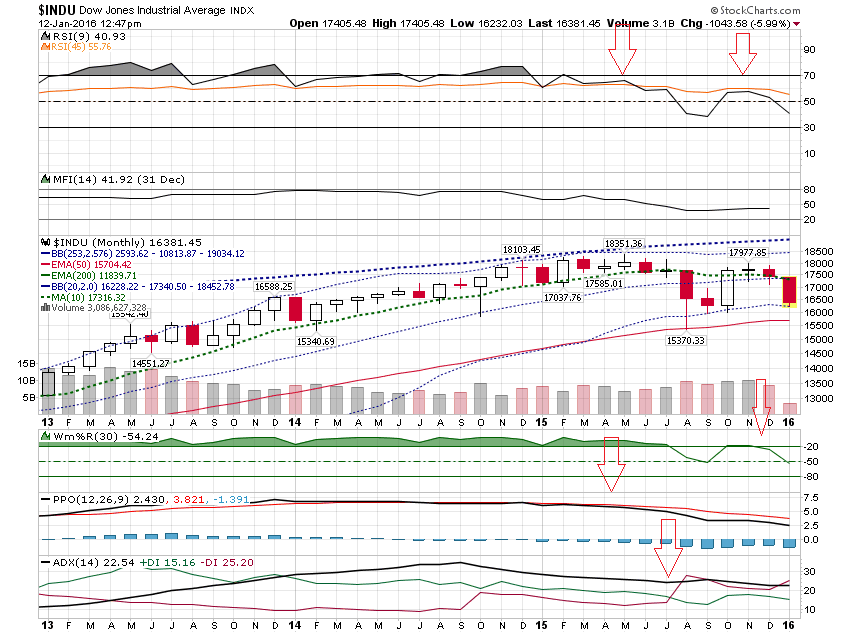 $INDU Dow Jones Industrial Average INDX
© StockCharts.com
12-Jan-2016 12:47pm
Open 17405.48 High 17405.48 Low 16232.03 Last 16381.45 Volume 3.1B Chg -1043.58 (-5.99%)
RSI(9) 40.93
RSI(45) 55.76
90
70
50
30
10
MFI(14) 41.92 (31 Dec)
80
50
20
$INDU (Monthly) 16381.45
BB(253,2.576) 2593.62 - 10813.87 - 19034.12
EMA(50) 15704.42
EMA(200) 11839.71
BB(20,2.0) 16228.22 - 17340.50 - 18452.78
MA(10) 17316.32
Volume 3,086,627,328
15542.40
14551.27
16588.25
15340.69
18103.45
17037.76
17585.01
18351.36
15370.33
17977.85
18500
18000
17500
17000
16500
16000
15500
15000
14500
14000
13500
13000
15B
10B
5B
13 F M A M J J A S O N D 14 F M A M J J A S O N D 15 F M A M J J A S O N D 16
Wm%R(30) -54.24
-20
-50
-80
PPO(12,26,9) 2.430, 3.821, -1.391
7.5
5.0
2.5
0.0
ADX(14) 22.54 +DI 15.16 -DI 25.20
30
20
10
13 F M A M J J A S O N D 14 F M A M J J A S O N D 15 F M A M J J A S O N D 16